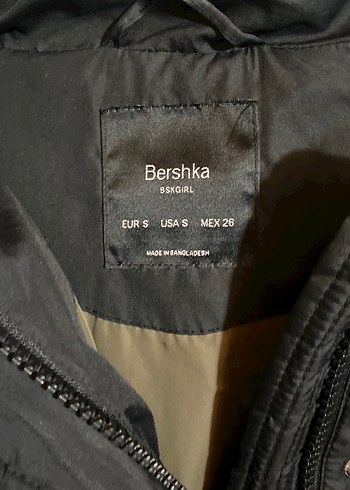 Bershka
BSKGIRL
EUR S USA S MEX 26
MADE IN BANGLADESH